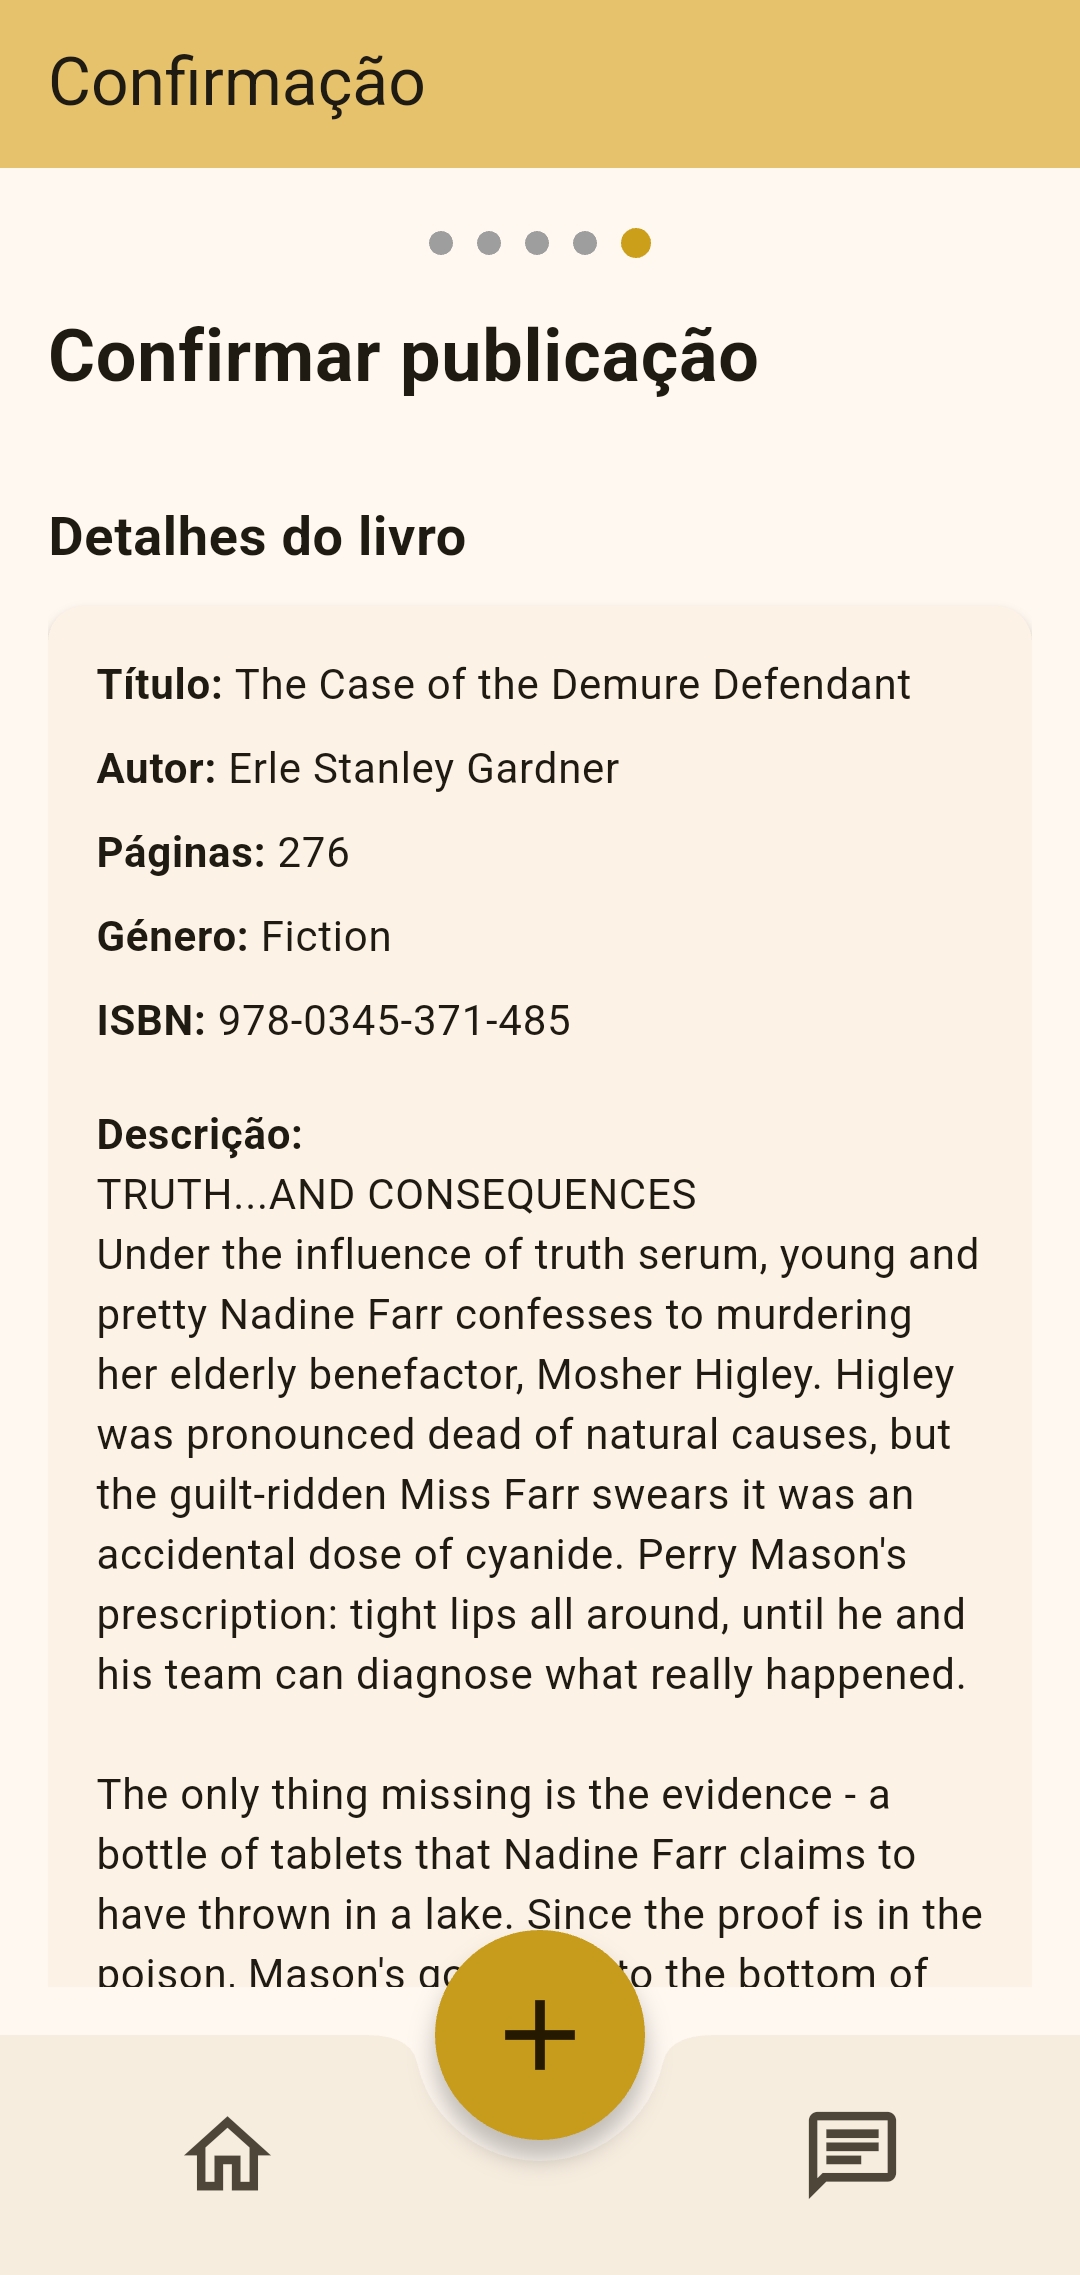 Confirmação
Confirmar publicação
Detalhes do livro
Título: The Case of the Demure Defendant
Autor: Erle Stanley Gardner
Páginas: 276
Género: Fiction
ISBN: 978-0345-371-485
Descrição:
TRUTH...AND CONSEQUENCES
Under the influence of truth serum, young and
pretty Nadine Farr confesses to murdering
her elderly benefactor, Mosher Higley. Higley
was pronounced dead of natural causes, but
the guilt-ridden Miss Farr swears it was an
accidental dose of cyanide. Perry Mason's
prescription: tight lips all around, until he and
his team can diagnose what really happened.
The only thing missing is the evidence - a
bottle of tablets that Nadine Farr claims to
have thrown in a lake. Since the proof is in the
poison, Mason's to the bottom of